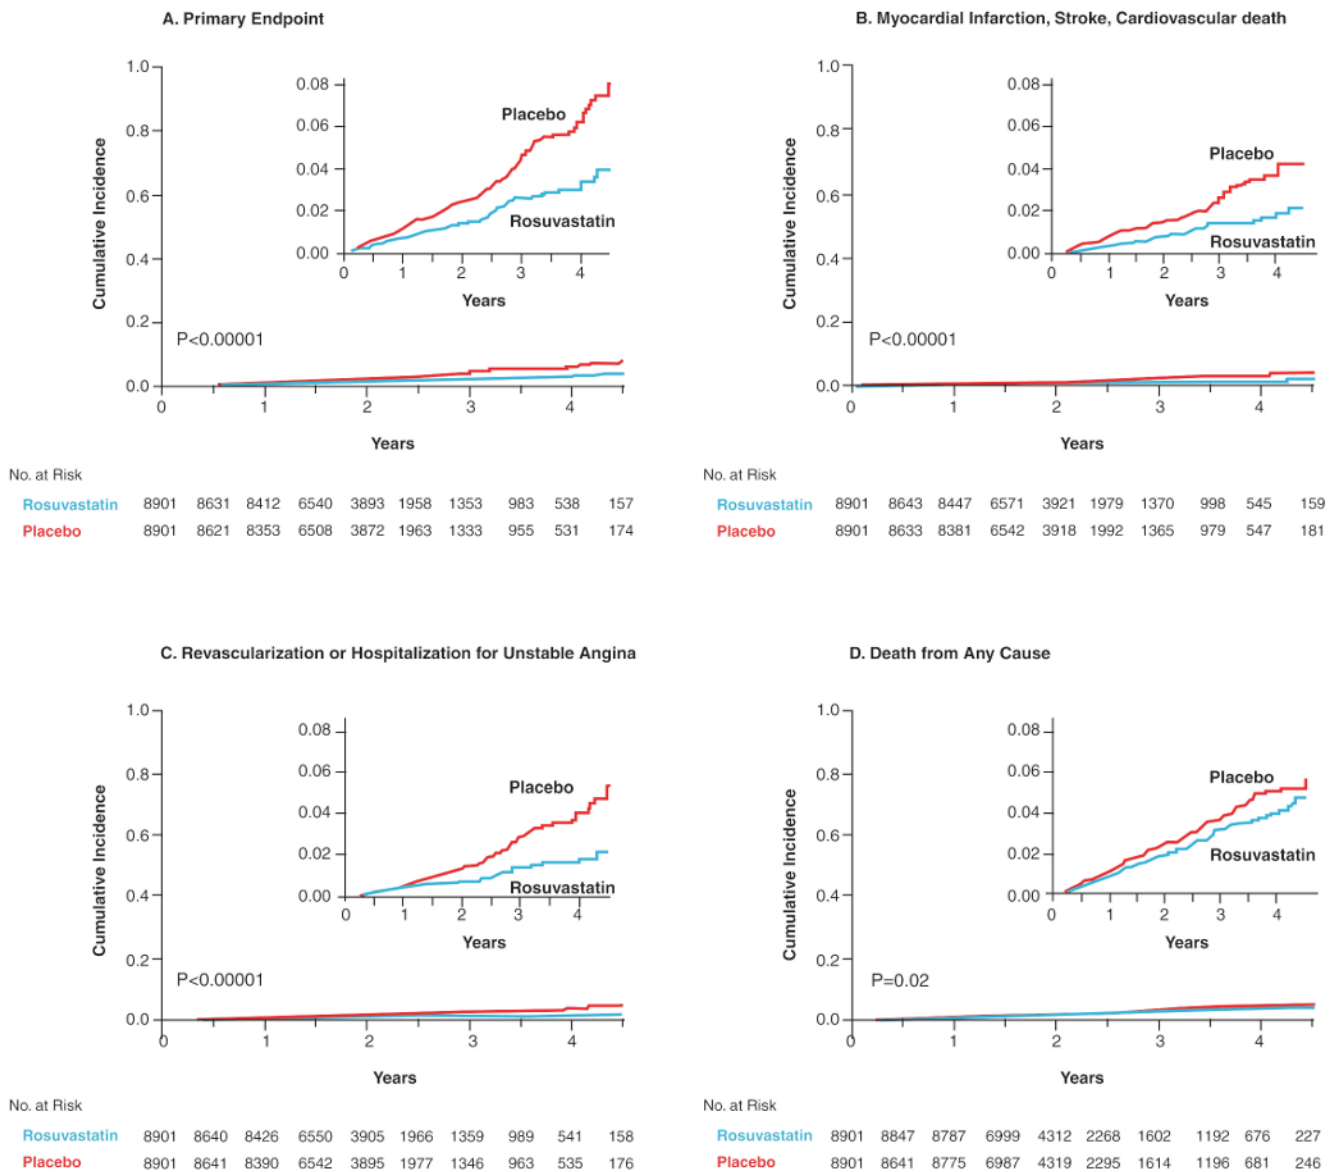 A. Primary Endpoint
1.0
0.8
0.6
0.4
0.2
0.0
Cumulative Incidence
0.08
0.06
0.04
0.02
0.00
Placebo
Rosuvastatin
0 1 2 3 4
Years
P<0.00001
0 1 2 3 4
Years
No. at Risk
Rosuvastatin 8901 8631 8412 6540 3893 1958 1353 983 538 157
Placebo 8901 8621 8353 6508 3872 1963 1333 955 531 174
B. Myocardial Infarction, Stroke, Cardiovascular death
1.0
0.8
0.6
0.4
0.2
0.0
Cumulative Incidence
0.08
0.06
0.04
0.02
0.00
Placebo
Rosuvastatin
0 1 2 3 4
Years
P<0.00001
0 1 2 3 4
Years
No. at Risk
Rosuvastatin 8901 8643 8447 6571 3921 1979 1370 998 545 159
Placebo 8901 8633 8381 6542 3918 1992 1365 979 547 181
C. Revascularization or Hospitalization for Unstable Angina
1.0
0.8
0.6
0.4
0.2
0.0
Cumulative Incidence
0.08
0.06
0.04
0.02
0.00
Placebo
Rosuvastatin
0 1 2 3 4
Years
P<0.00001
0 1 2 3 4
Years
No. at Risk
Rosuvastatin 8901 8640 8426 6550 3905 1966 1359 989 541 158
Placebo 8901 8641 8390 6542 3895 1977 1346 963 535 176
D. Death from Any Cause
1.0
0.8
0.6
0.4
0.2
0.0
Cumulative Incidence
0.08
0.06
0.04
0.02
0.00
Placebo
Rosuvastatin
0 1 2 3 4
Years
P=0.02
0 1 2 3 4
Years
No. at Risk
Rosuvastatin 8901 8847 8787 6999 4312 2268 1602 1192 676 227
Placebo 8901 8641 8775 6987 4319 2295 1614 1196 681 246